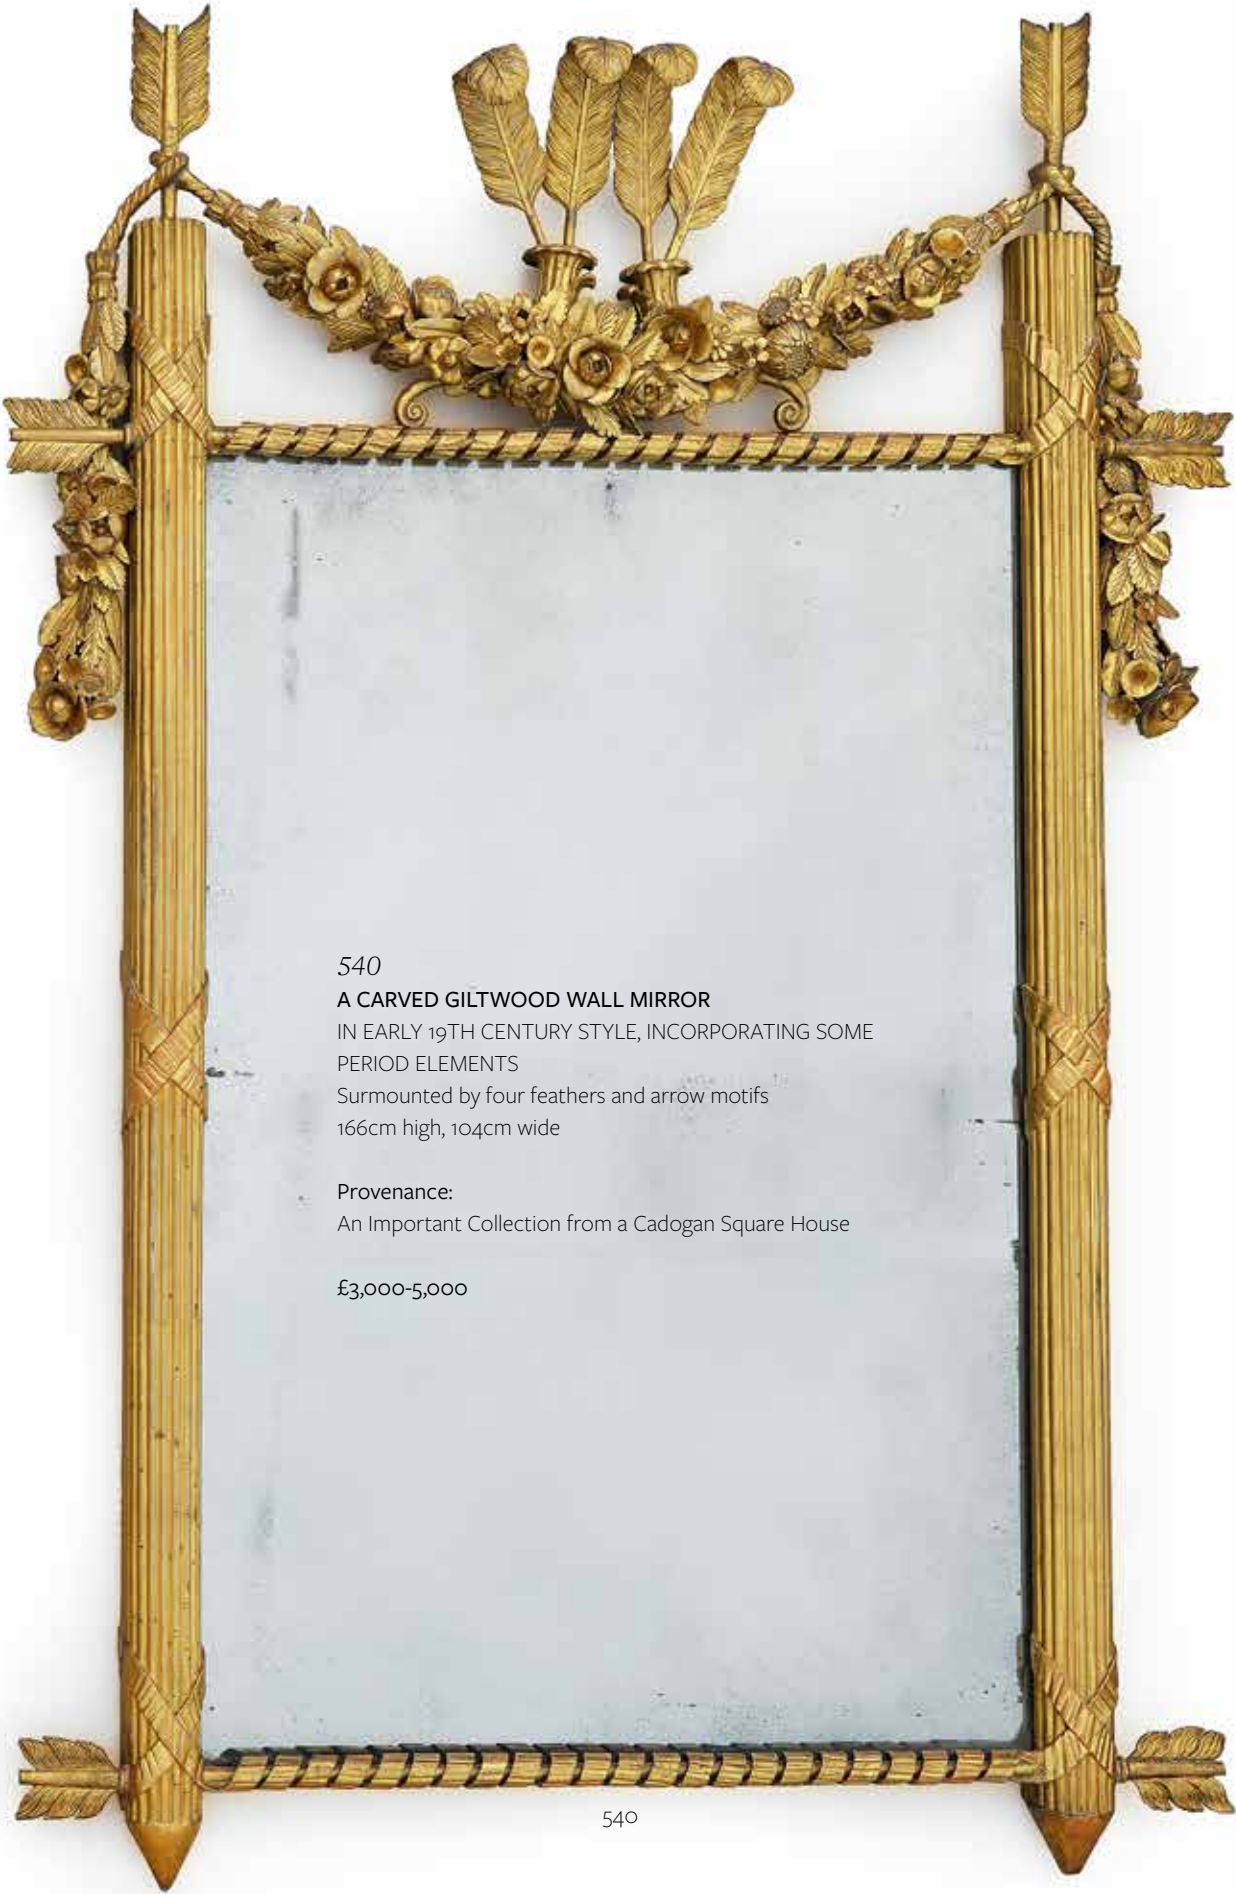 540
A CARVED GILTWOOD WALL MIRROR
IN EARLY 19TH CENTURY STYLE, INCORPORATING SOME
PERIOD ELEMENTS
Surmounted by four feathers and arrow motifs
166cm high, 104cm wide
Provenance:
An Important Collection from a Cadogan Square House
£3,000-5,000
540